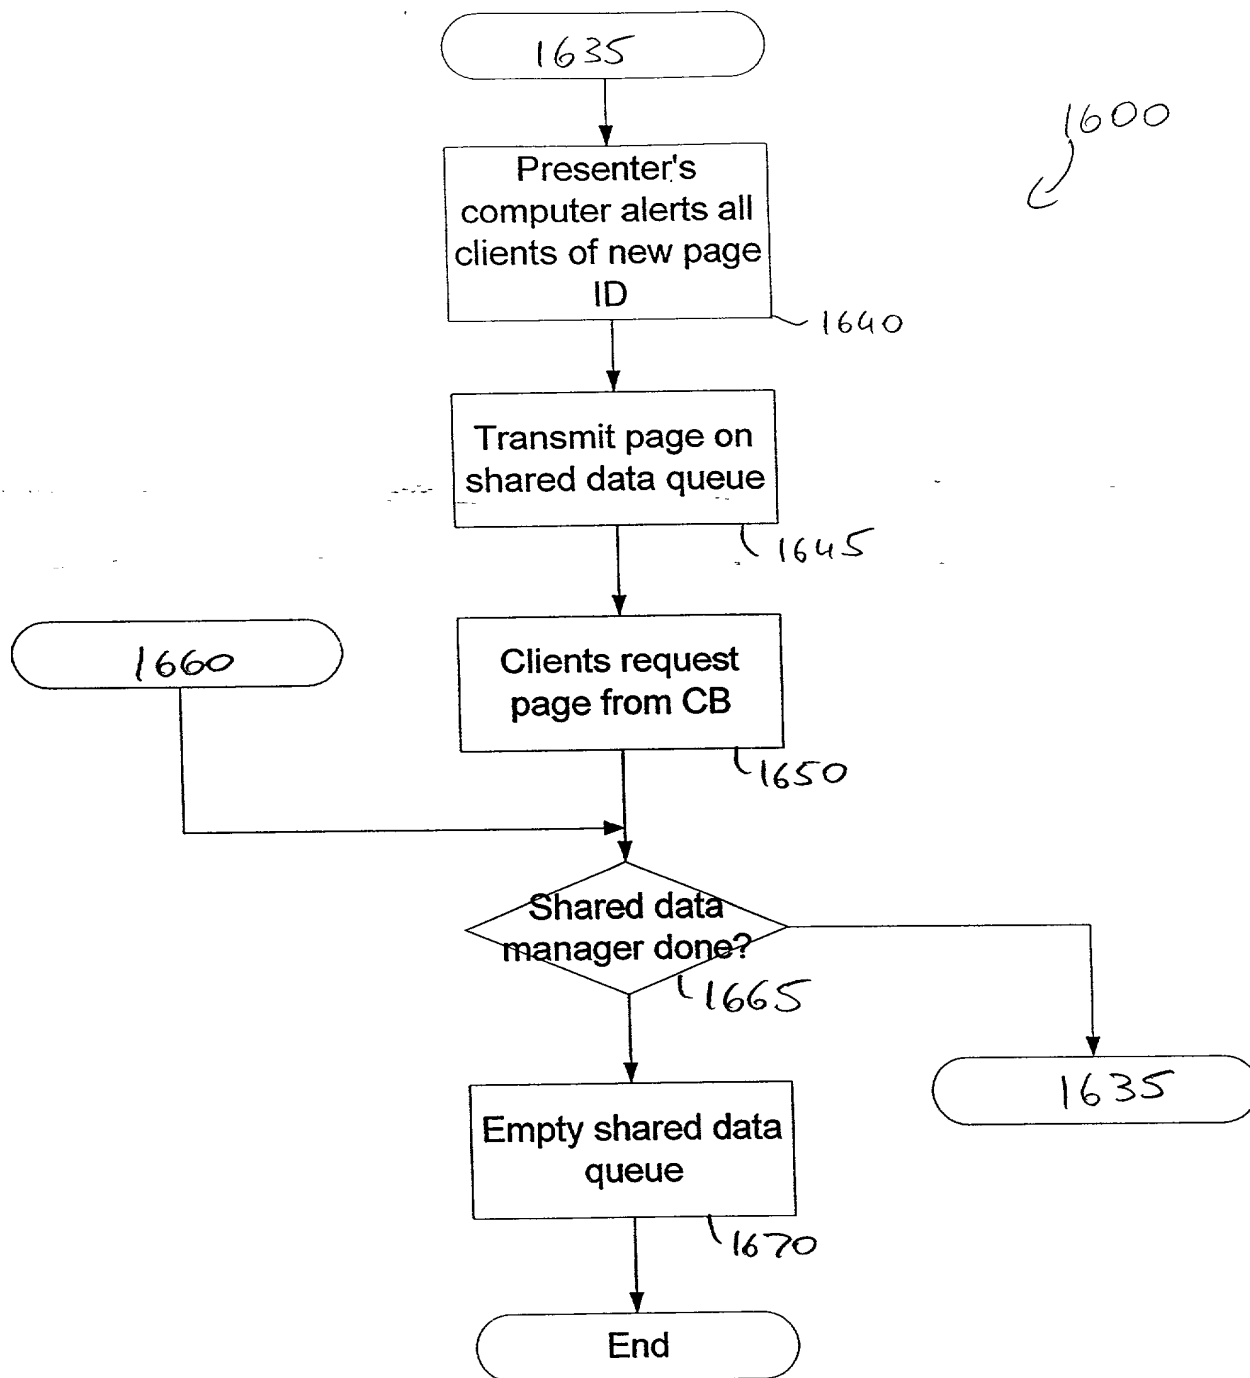 1635
1600
Presenter's
computer alerts all
clients of new page
ID
1640
Transmit page on
shared data queue
1645
1660
Clients request
page from CB
1650
Shared data
manager done?
1665
1635
Empty shared data
queue
1670
End